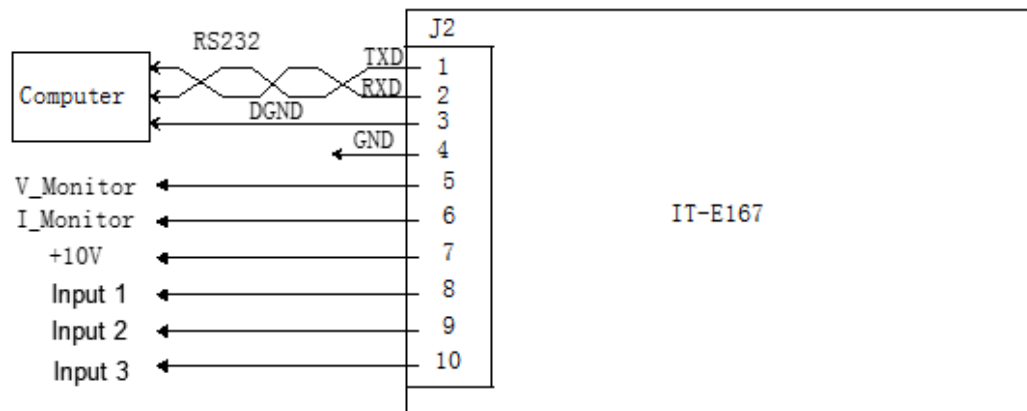 J2
RS232
TXD
1
Computer
RXD
2
DGND
3
GND
4
V_Monitor
5
I_Monitor
6
IT-E167
+10V
7
Input 1
8
Input 2
9
Input 3
10